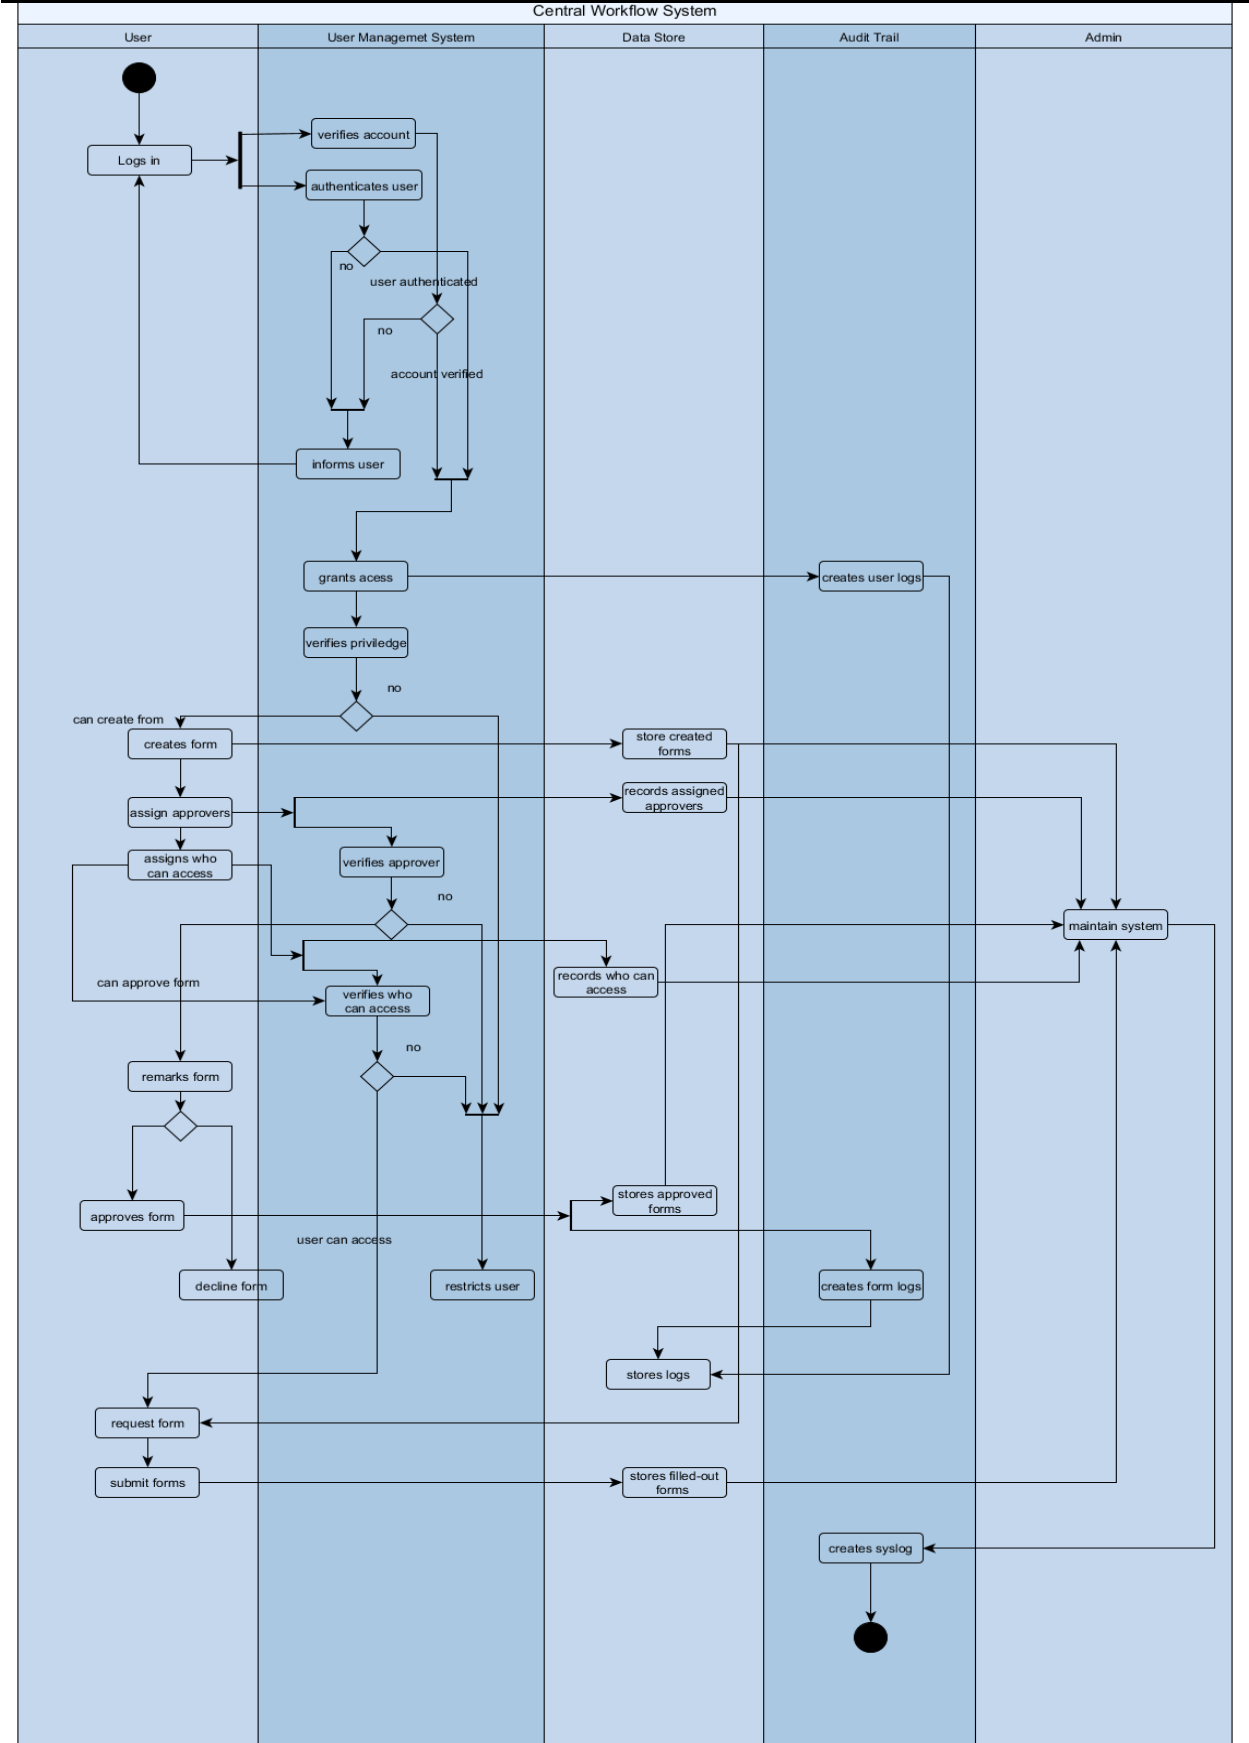 Central Workflow System
User
User Managemet System
Data Store
Audit Trail
Admin
verifies account
Logs in
authenticates user
no
user authenticated
no
account verified
informs user
grants acess
creates user logs
verifies priviledge
no
can create from
creates form
store created
forms
records assigned
approvers
assign approvers
verifies approver
assigns who
can access
no
maintain system
records who can
access
can approve form
verifies who
can access
no
remarks form
stores approved
forms
approves form
user can access
decline form
restricts user
creates form logs
stores logs
request form
submit forms
stores filled-out
forms
creates syslog